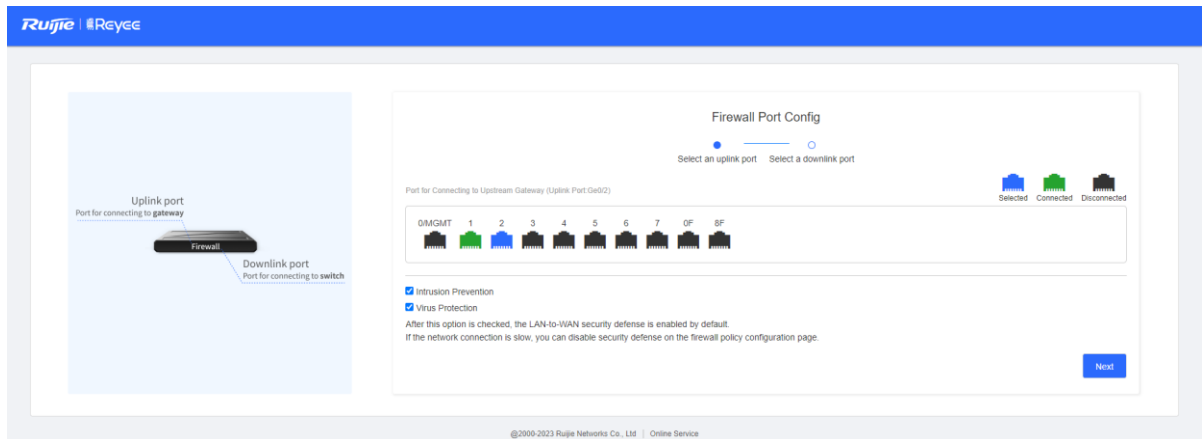 Ruijie | Reyee
Firewall Port Config
Select an uplink port Select a downlink port
Port for Connecting to Upstream Gateway (Uplink Port:Ge0/2)
Selected Connected Disconnected
0/MGMT 1 2 3 4 5 6 7 0F 8F
Uplink port
Port for connecting to gateway
Firewall
Downlink port
Port for connecting to switch
Intrusion Prevention
Virus Protection
After this option is checked, the LAN-to-WAN security defense is enabled by default.
If the network connection is slow, you can disable security defense on the firewall policy configuration page.
Next
@2000-2023 Ruijie Networks Co., Ltd | Online Service